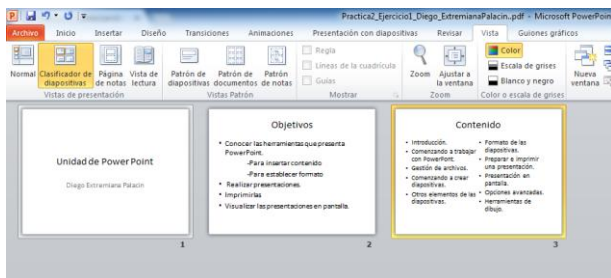 Practica2_Ejercicio1_Diego_ExtremianaPalacin..pdf - Microsoft PowerPoin
Archivo Inicio Insertar Diseño Transiciones Animaciones Presentación con diapositivas Revisar Vista Guiones gráficos
Normal
Clasificador de diapositivas
Página de notas
Vista de lectura
Vistas de presentación
Patrón de diapositivas
Patrón de documentos
Patrón de notas
Vistas Patrón
Regla
Líneas de la cuadrícula
Guías
Mostrar
Zoom
Ajustar a la ventana
Zoom
Color
Escala de grises
Blanco y negro
Color o escala de grises
Nueva ventana
Unidad de Power Point
Diego Extremiana Palacin
1
Objetivos
• Conocer las herramientas que presenta
PowerPoint.
-Para insertar contenido
-Para establecer formato
• Realizar presentaciones.
• Imprimirlas
• Visualizar las presentaciones en pantalla.
2
Contenido
• Introducción.
• Comenzando a trabajar
con PowerPoint.
• Gestión de archivos.
• Comenzando a crear
diapositivas.
• Otros elementos de las
diapositivas.
• Formato de las
diapositivas.
• Preparar e imprimir
una presentación.
• Presentación en
pantalla.
• Opciones avanzadas.
• Herramientas de
dibujo.
3